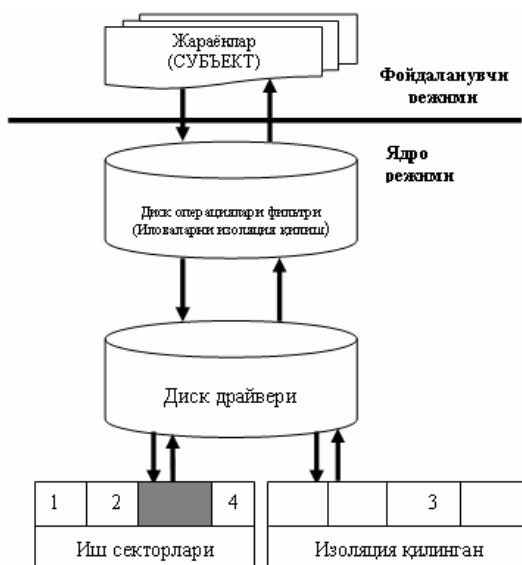 Жараёнлар
(СУБЪЕКТ)
Фойдаланувчи
режими
Ядро
режими
Диск операциялари фильтри
(Иловаларни изоляция қилиш)
Диск драйвери
1 2 4
3
Иш секторлари
Изоляция қилинган